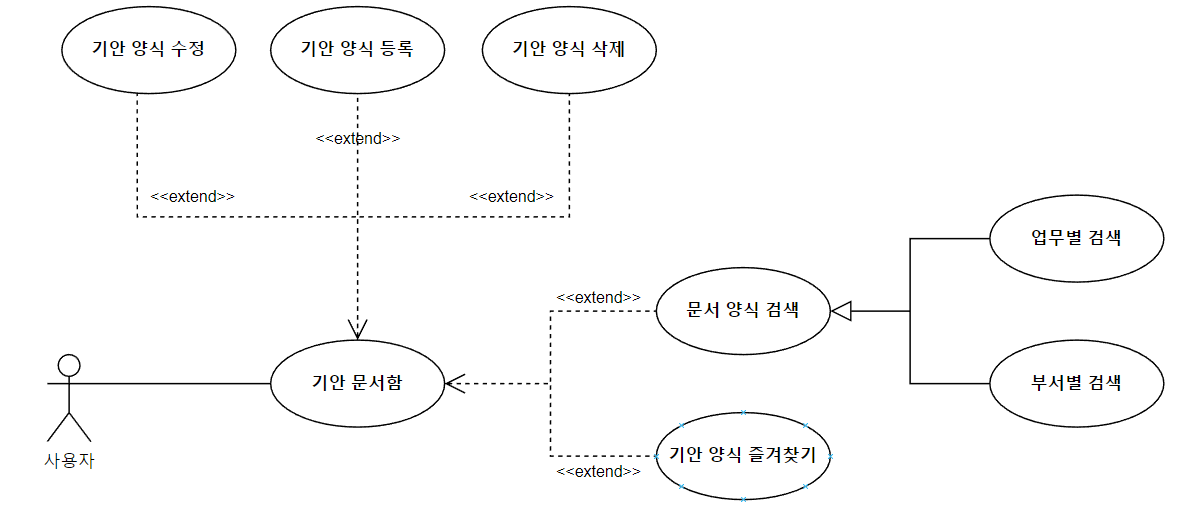 기안 양식 수정
기안 양식 등록
기안 양식 삭제
<<extend>>
<<extend>>
<<extend>>
업무별 검색
<<extend>>
문서 양식 검색
기안 문서함
부서별 검색
사용자
기안 양식 즐겨찾기
<<extend>>